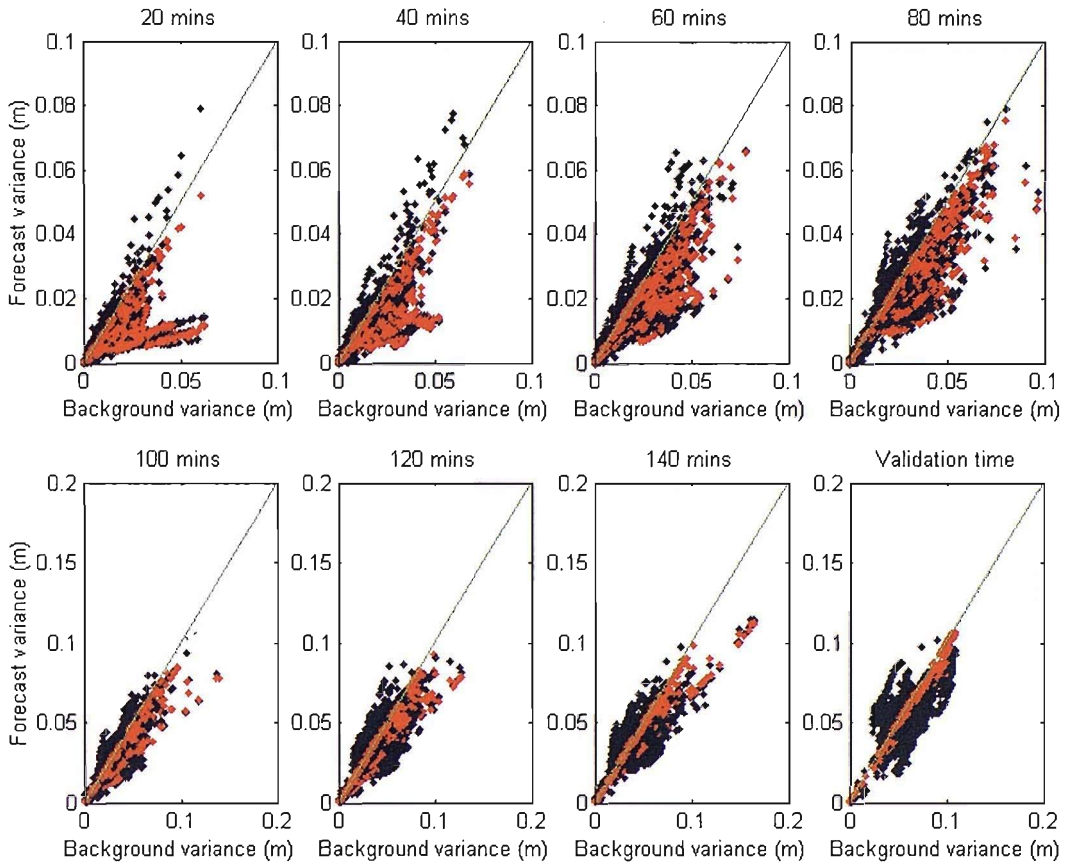 20 mins 40 mins 60 mins 80 mins
0.1 0.1 0.1 0.1
0.08 0.08 0.08 0.08
0.06 0.06 0.06 0.06
0.04 0.04 0.04 0.04
0.02 0.02 0.02 0.02
0 0 0 0
Forecast variance (m)
0 0.05 0.1 0 0.05 0.1 0 0.05 0.1 0 0.05 0.1
Background variance (m) Background variance (m) Background variance (m) Background variance (m)
100 mins 120 mins 140 mins Validation time
0.2 0.2 0.2 0.2
0.15 0.15 0.15 0.15
0.1 0.1 0.1 0.1
0.05 0.05 0.05 0.05
0 0 0 0
Forecast variance (m)
0 0.1 0.2 0 0.1 0.2 0 0.1 0.2 0 0.1 0.2
Background variance (m) Background variance (m) Background variance (m) Background variance (m)